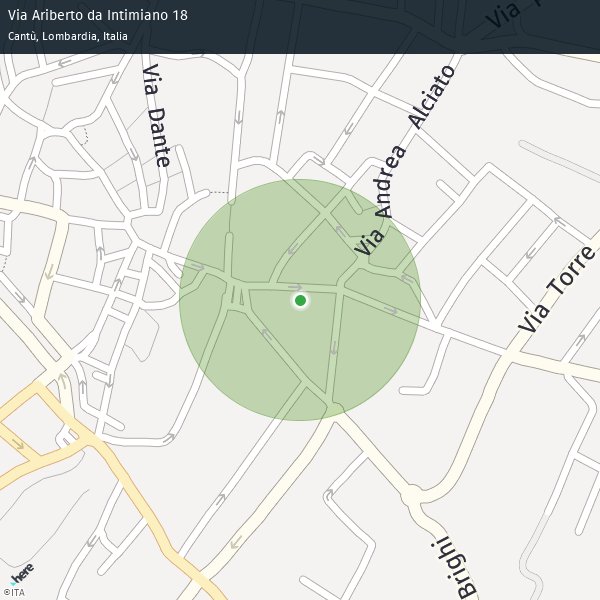 Via Ariberto da Intimiano 18
Cantù, Lombardia, Italia
Via
Via Dante
Via Andrea Alciato
Via Torre
Brighi
here
©ITA